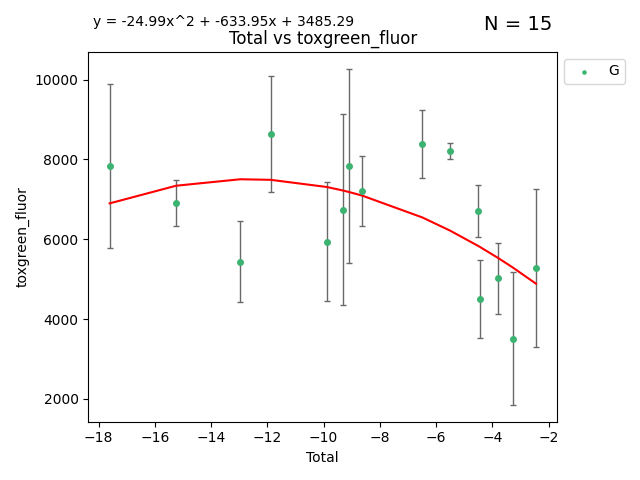 y = -24.99x^2 + -633.95x + 3485.29
N = 15
Total vs toxgreen_fluor
G
10000
8000
6000
4000
2000
toxgreen_fluor
−18 −16 −14 −12 −10 −8 −6 −4 −2
Total